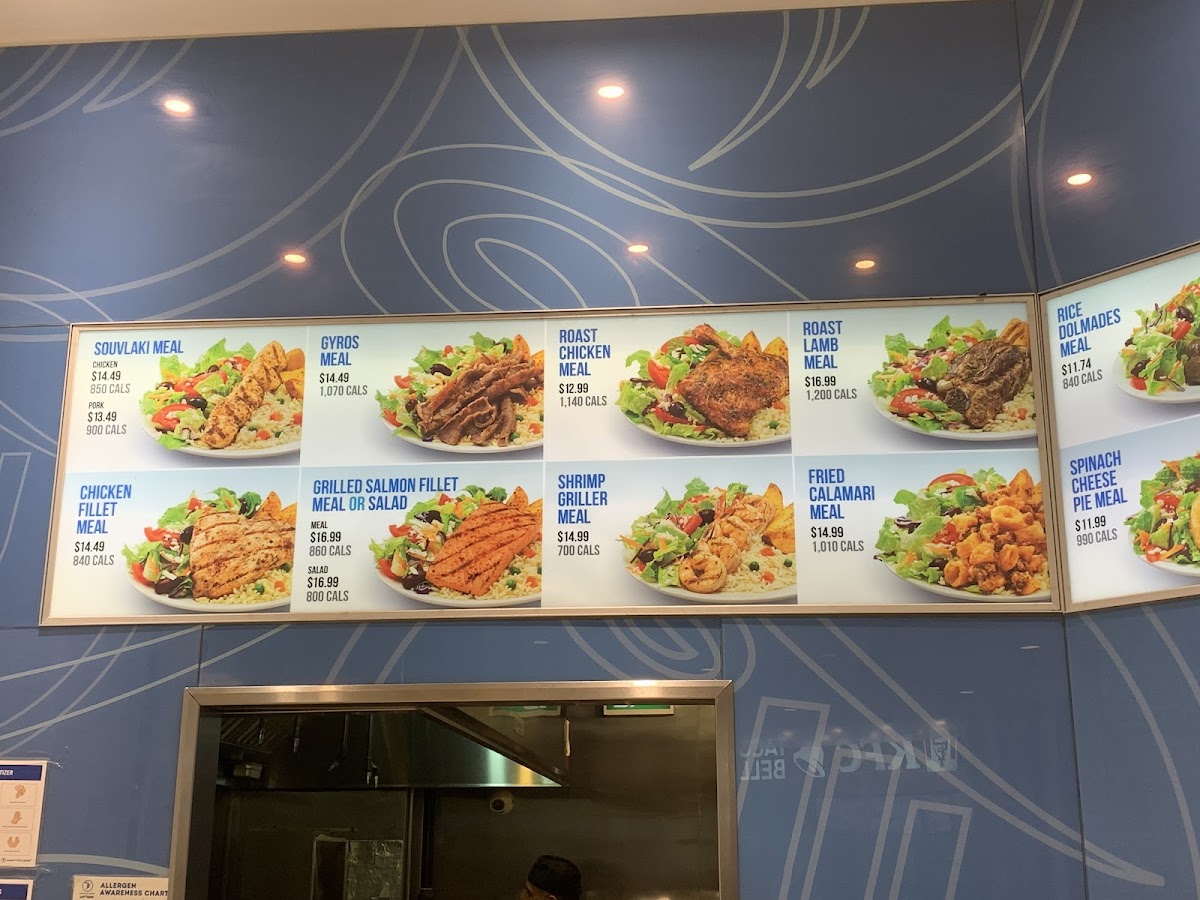 SOUVLAKI MEAL
CHICKEN
$14.49
850 CALS
PORK
$13.49
900 CALS
GYROS
MEAL
$14.49
1,070 CALS
ROAST
CHICKEN
MEAL
$12.99
1,140 CALS
ROAST
LAMB
MEAL
$16.99
1,200 CALS
RICE
DOLMADES
MEAL
$11.74
840 CALS
CHICKEN
FILLET
MEAL
$14.49
840 CALS
GRILLED SALMON FILLET
MEAL OR SALAD
MEAL
$16.99
860 CALS
SALAD
$16.99
800 CALS
SHRIMP
GRILLER
MEAL
$14.99
700 CALS
FRIED
CALAMARI
MEAL
$14.99
1,010 CALS
SPINACH
CHEESE
PIE MEAL
$11.99
990 CALS
KFC
TACO
BELL
ALLERGEN
AWARENESS CHART